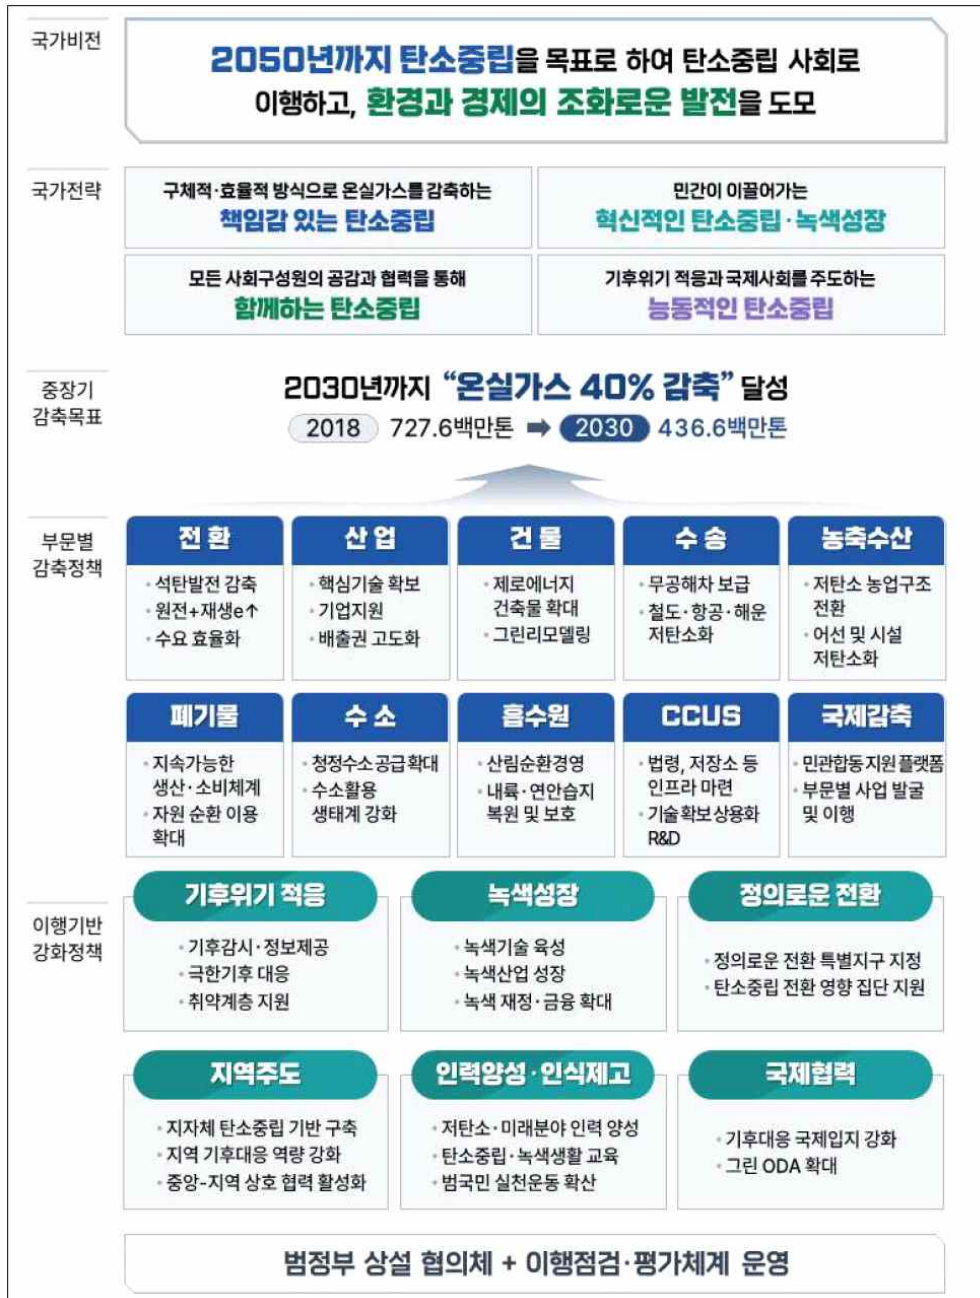 국가비전
2050년까지 탄소중립을 목표로 하여 탄소중립 사회로
이행하고, 환경과 경제의 조화로운 발전을 도모
국가전략
구체적·효율적 방식으로 온실가스를 감축하는
책임감 있는 탄소중립
민간이 이끌어가는
혁신적인 탄소중립·녹색성장
모든 사회구성원의 공감과 협력을 통해
함께하는 탄소중립
기후위기 적응과 국제사회를 주도하는
능동적인 탄소중립
중장기
감축목표
2030년까지 “온실가스 40% 감축” 달성
2018 727.6백만톤 ➡ 2030 436.6백만톤
부문별
감축정책
전 환
• 석탄발전 감축
• 원전+재생e↑
• 수요 효율화
산 업
• 핵심기술 확보
• 기업지원
• 배출권 고도화
건 물
• 제로에너지
건축물 확대
• 그린리모델링
수 송
• 무공해차 보급
• 철도·항공·해운
저탄소화
농축수산
• 저탄소 농업구조
전환
• 어선 및 시설
저탄소화
폐기물
• 지속가능한
생산·소비체계
• 자원 순환 이용
확대
수 소
• 청정수소 공급 확대
• 수소활용
생태계 강화
흡수원
• 산림순환경영
• 내륙·연안습지
복원 및 보호
CCUS
• 법령, 저장소 등
인프라 마련
• 기술 확보 상용화
R&D
국제감축
• 민관합동 지원 플랫폼
• 부문별 사업 발굴
및 이행
이행기반
강화정책
기후위기 적응
• 기후감시·정보제공
• 극한기후 대응
• 취약계층 지원
녹색성장
• 녹색기술 육성
• 녹색산업 성장
• 녹색 재정·금융 확대
정의로운 전환
• 정의로운 전환 특별지구 지정
• 탄소중립 전환 영향 집단 지원
지역주도
• 지자체 탄소중립 기반 구축
• 지역 기후대응 역량 강화
• 중앙-지역 상호 협력 활성화
인력양성·인식제고
• 저탄소·미래분야 인력 양성
• 탄소중립·녹색생활 교육
• 범국민 실천운동 확산
국제협력
• 기후대응 국제입지 강화
• 그린 ODA 확대
범정부 상설 협의체 + 이행점검·평가체계 운영